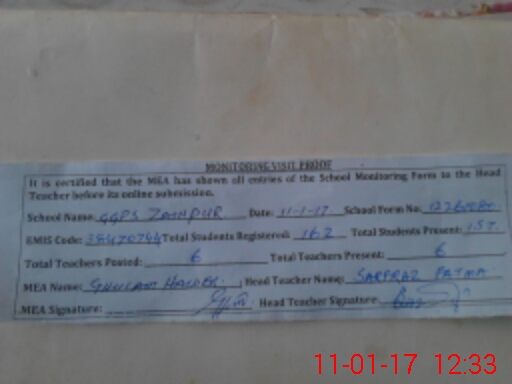 MONITORING VISIT PROOF
It is certified that the MEA has shown all entries of the School Monitoring Form to the Head
Teacher before its online submission.
School Name: GGPS Date: 11-1-17 School Form No:
EMIS Code: Total Students Registered: 162 Total Students Present: 157
Total Teachers Posted: 6 Total Teachers Present: 6
MEA Name: GHULAM HAIDER Head Teacher Name: SARFRAZ FATMA
MEA Signature: Head Teacher Signature:
11-01-17 12:33